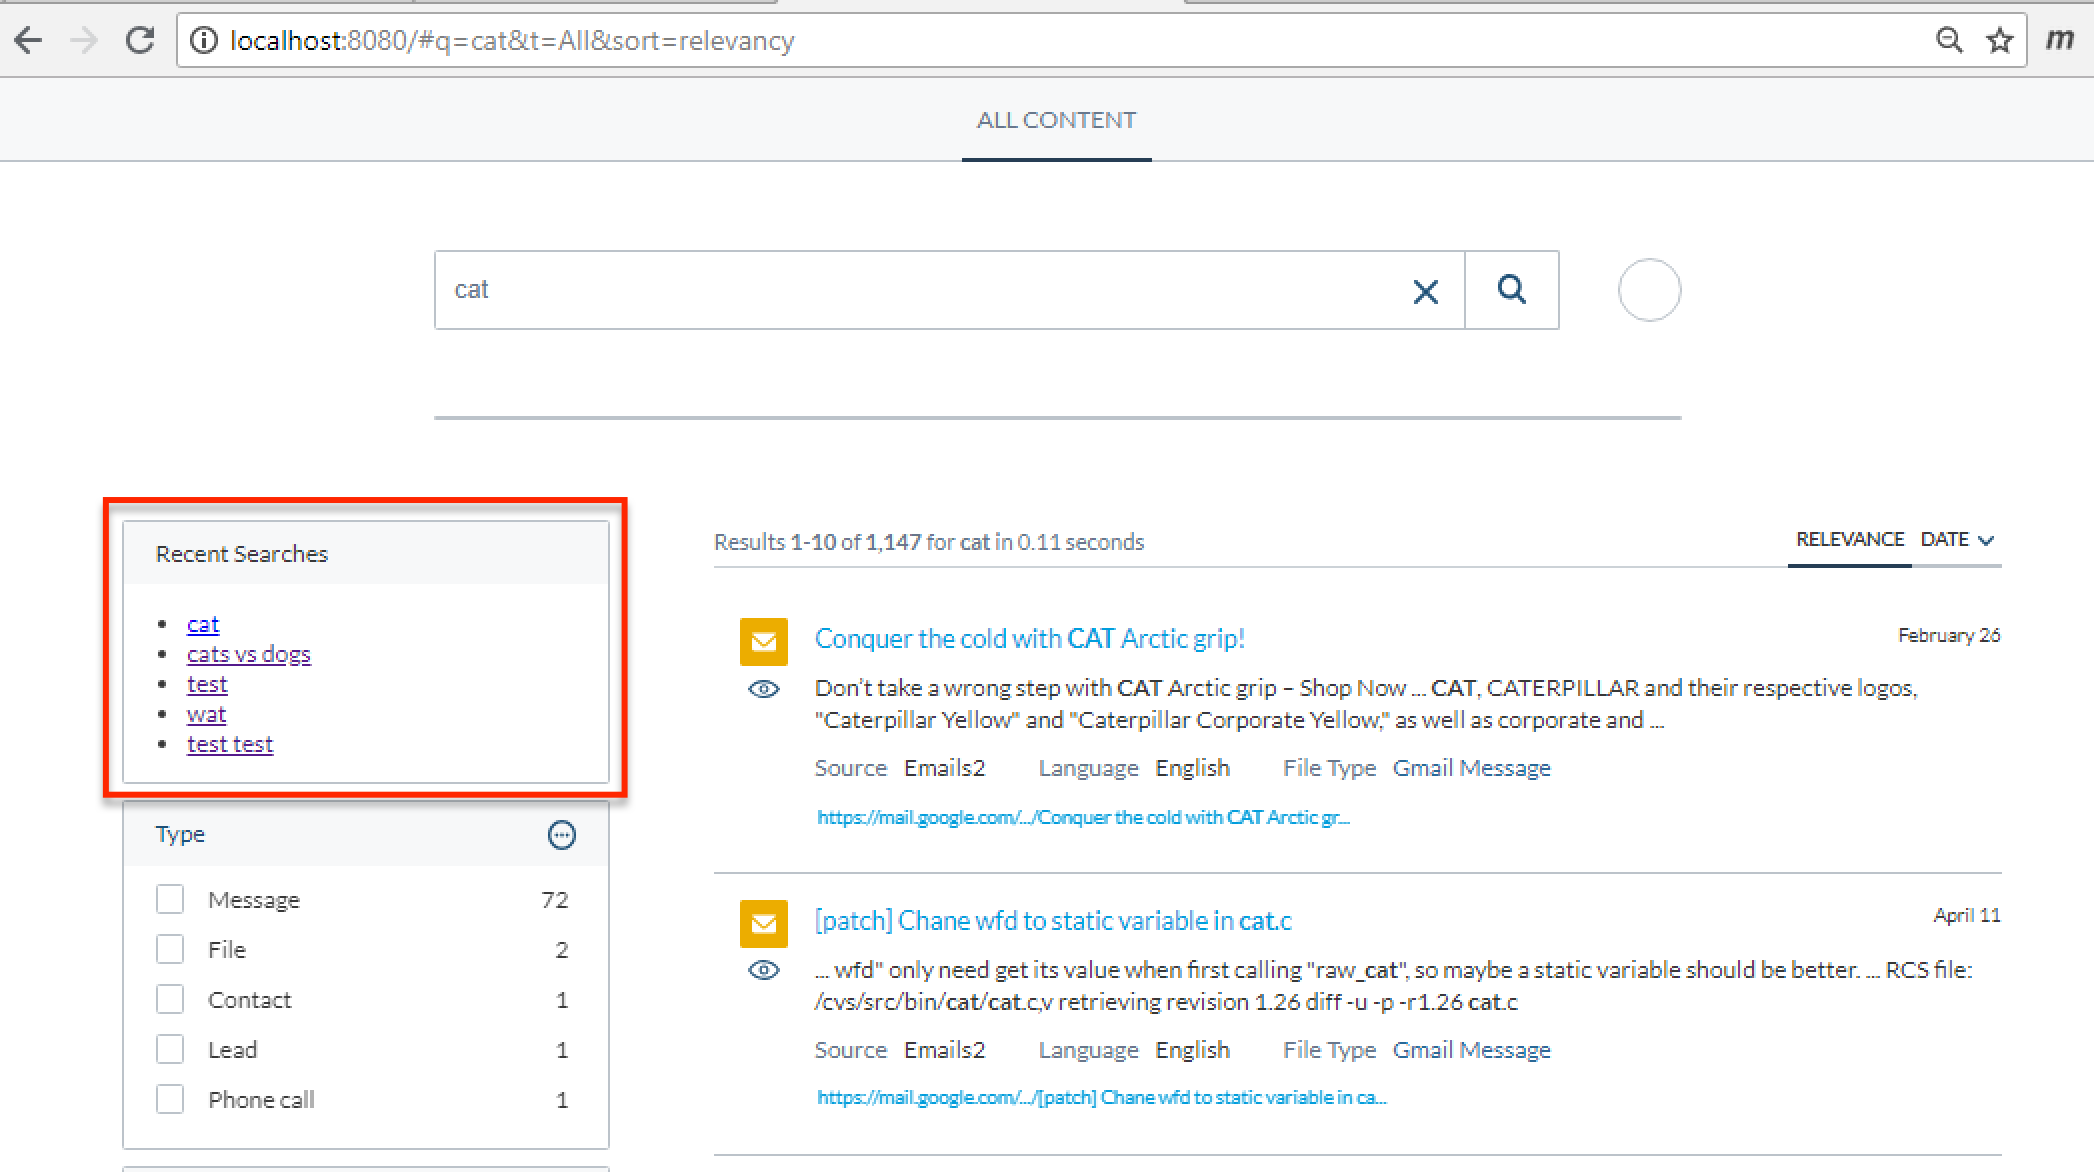 localhost:8080/#q=cat&t=All&sort=relevancy
m
ALL CONTENT
cat
Recent Searches
cat
cats vs dogs
test
wat
test test
Type
Message 72
File 2
Contact 1
Lead 1
Phone call 1
Results 1-10 of 1,147 for cat in 0.11 seconds
RELEVANCE DATE
Conquer the cold with CAT Arctic grip! February 26
Don't take a wrong step with CAT Arctic grip – Shop Now ... CAT, CATERPILLAR and their respective logos,
"Caterpillar Yellow" and "Caterpillar Corporate Yellow," as well as corporate and ...
Source Emails2 Language English File Type Gmail Message
https://mail.google.com/.../Conquer the cold with CAT Arctic gr...
[patch] Chane wfd to static variable in cat.c April 11
... wfd" only need get its value when first calling "raw_cat", so maybe a static variable should be better. ... RCS file:
/cvs/src/bin/cat/cat.c,v retrieving revision 1.26 diff -u -p -r1.26 cat.c
Source Emails2 Language English File Type Gmail Message
https://mail.google.com/.../[patch] Chane wfd to static variable in ca...